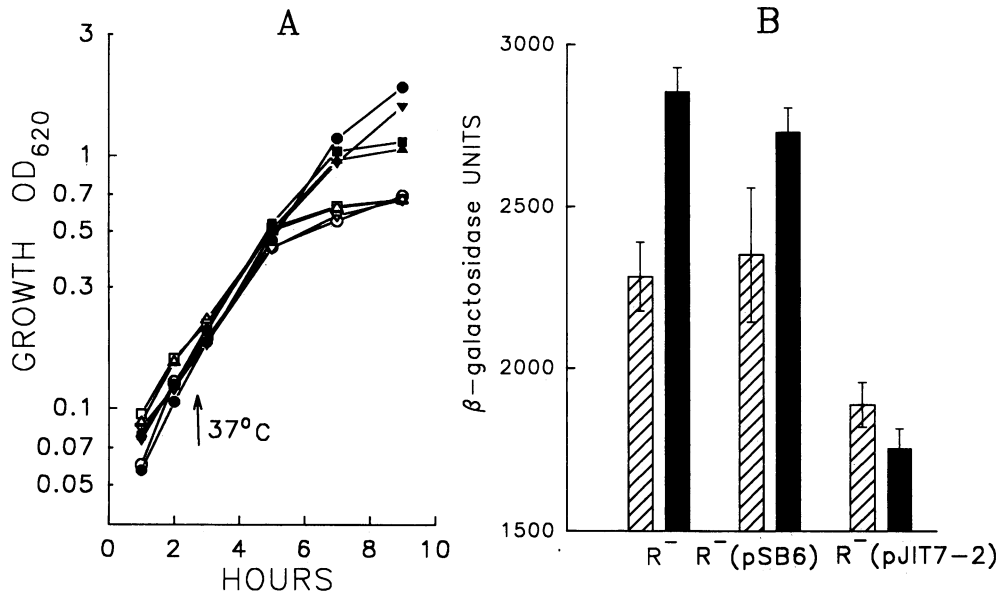 A
GROWTH OD620
3
1
0.7
0.5
0.3
0.1
0.07
0.05
37°C
0 2 4 6 8 10
HOURS
B
β-galactosidase UNITS
3000
2500
2000
1500
R⁻ R⁻(pSB6) R⁻(pJIT7-2)